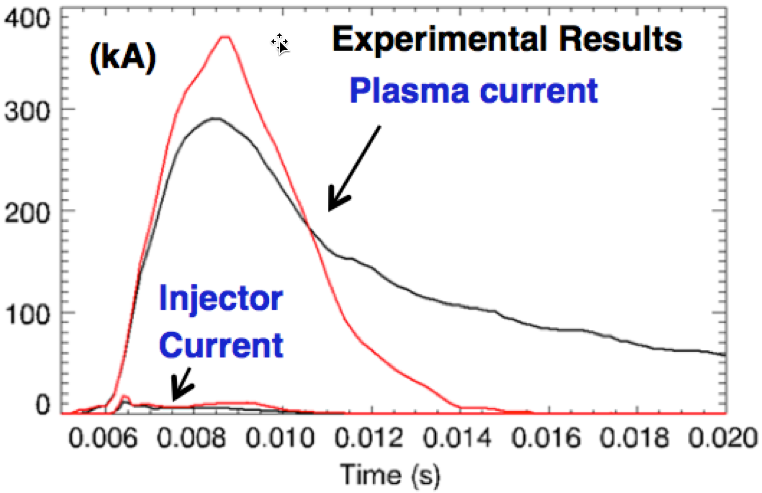 400
(kA)
Experimental Results
Plasma current
300
200
Injector
Current
100
0
0.006 0.008 0.010 0.012 0.014 0.016 0.018 0.020
Time (s)